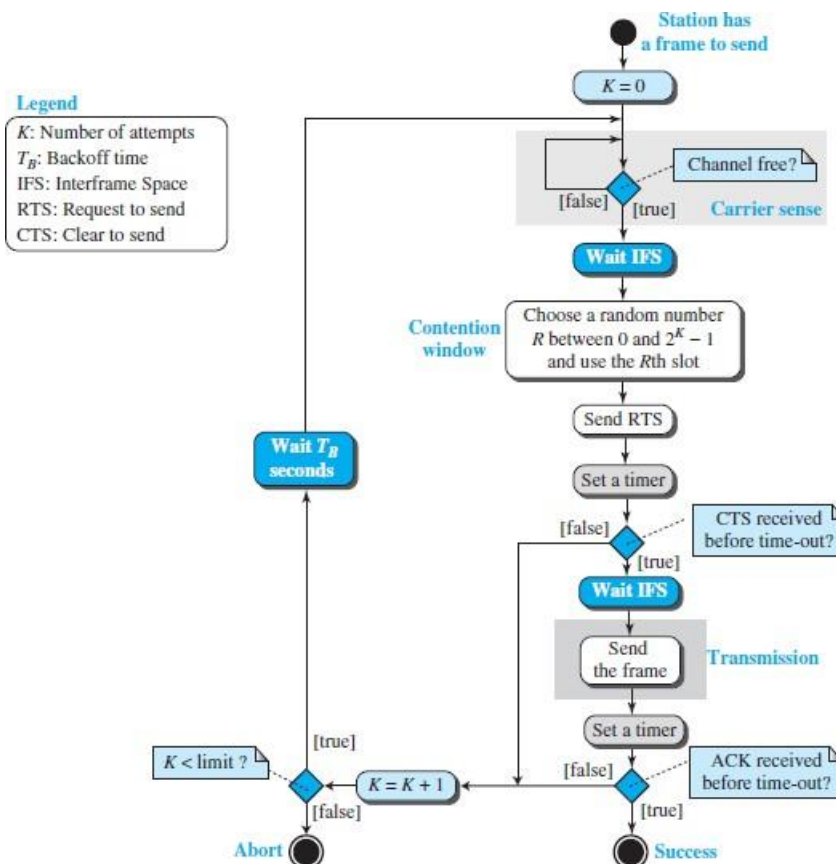 Station has
a frame to send
K = 0
Legend
K: Number of attempts
T_B: Backoff time
IFS: Interframe Space
RTS: Request to send
CTS: Clear to send
Channel free?
[false]
[true]
Carrier sense
Wait IFS
Contention
window
Choose a random number
R between 0 and 2^K − 1
and use the Rth slot
Send RTS
Wait T_B
seconds
Set a timer
[false]
CTS received
before time-out?
[true]
Wait IFS
Send
the frame
Transmission
Set a timer
[true]
K < limit ?
[false]
ACK received
before time-out?
K = K + 1
[false]
[true]
Abort
Success